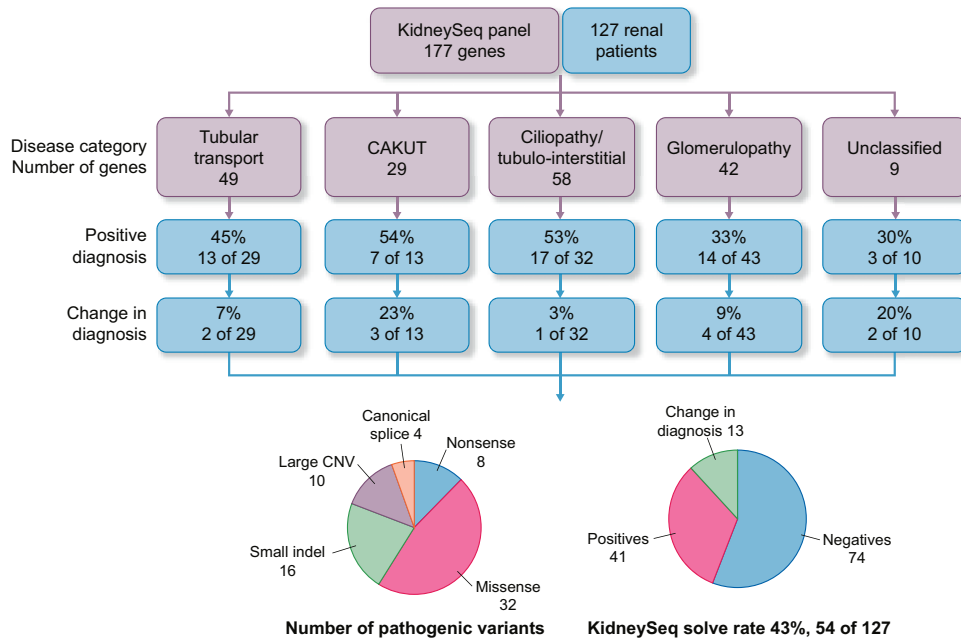 KidneySeq panel
177 genes
127 renal
patients
Disease category
Number of genes
Tubular
transport
49
CAKUT
29
Ciliopathy/
tubulo-interstitial
58
Glomerulopathy
42
Unclassified
9
Positive
diagnosis
45%
13 of 29
54%
7 of 13
53%
17 of 32
33%
14 of 43
30%
3 of 10
Change in
diagnosis
7%
2 of 29
23%
3 of 13
3%
1 of 32
9%
4 of 43
20%
2 of 10
Canonical
splice 4
Nonsense
8
Large CNV
10
Small indel
16
Missense
32
Number of pathogenic variants
Change in
diagnosis 13
Positives
41
Negatives
74
KidneySeq solve rate 43%, 54 of 127